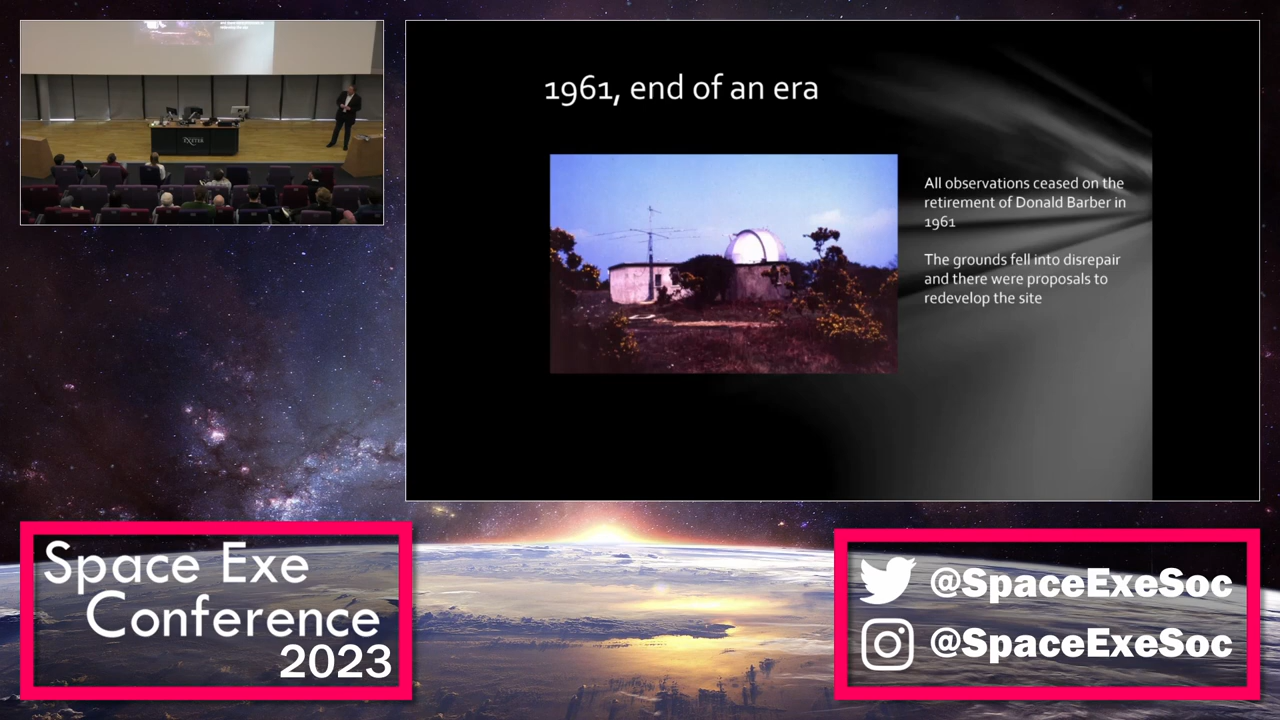 1961, end of an era
All observations ceased on the
retirement of Donald Barber in
1961
The grounds fell into disrepair
and there were proposals to
redevelop the site
EXETER
Space Exe
Conference
2023
@SpaceExeSoc
@SpaceExeSoc